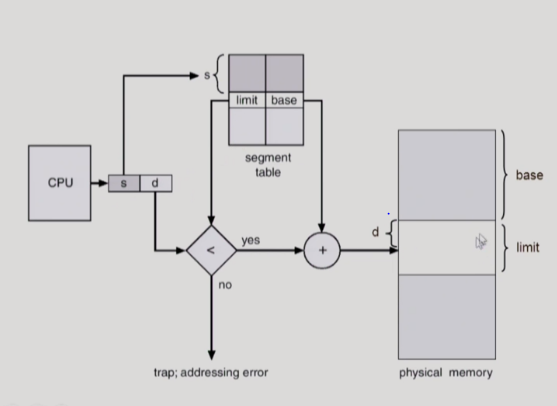 s
limit base
segment
table
CPU
s d
base
d
limit
<
yes
+
no
trap; addressing error
physical memory